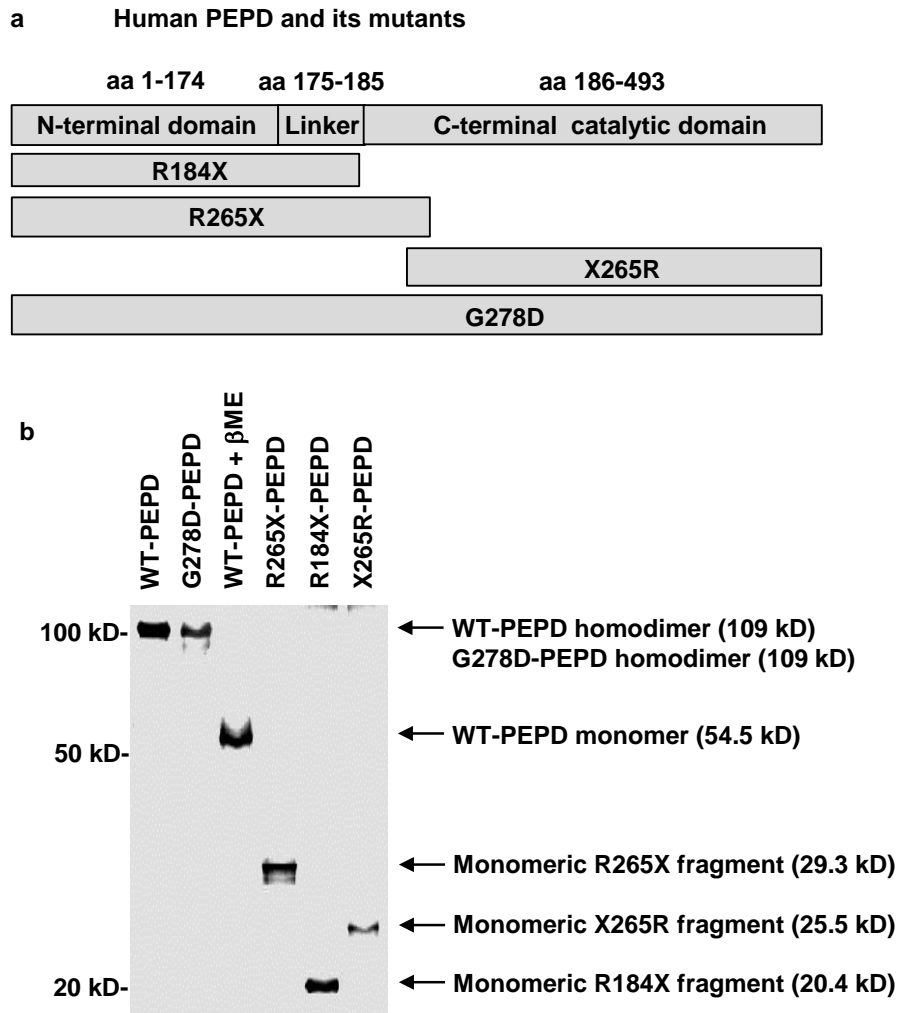 a Human PEPD and its mutants
aa 1-174 aa 175-185 aa 186-493
N-terminal domain Linker C-terminal catalytic domain
R184X
R265X
X265R
G278D
b
WT-PEPD
G278D-PEPD
WT-PEPD + βME
R265X-PEPD
R184X-PEPD
X265R-PEPD
100 kD- WT-PEPD homodimer (109 kD)
G278D-PEPD homodimer (109 kD)
WT-PEPD monomer (54.5 kD)
50 kD-
Monomeric R265X fragment (29.3 kD)
Monomeric X265R fragment (25.5 kD)
20 kD- Monomeric R184X fragment (20.4 kD)